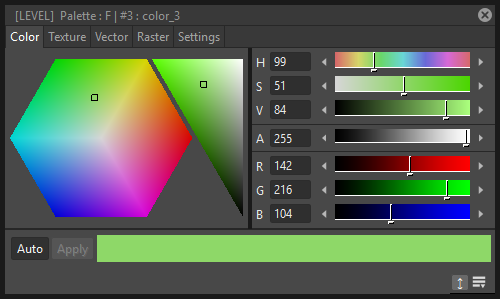 [LEVEL] Palette : F | #3 : color_3
Color Texture Vector Raster Settings
H 99
S 51
V 84
A 255
R 142
G 216
B 104
Auto Apply